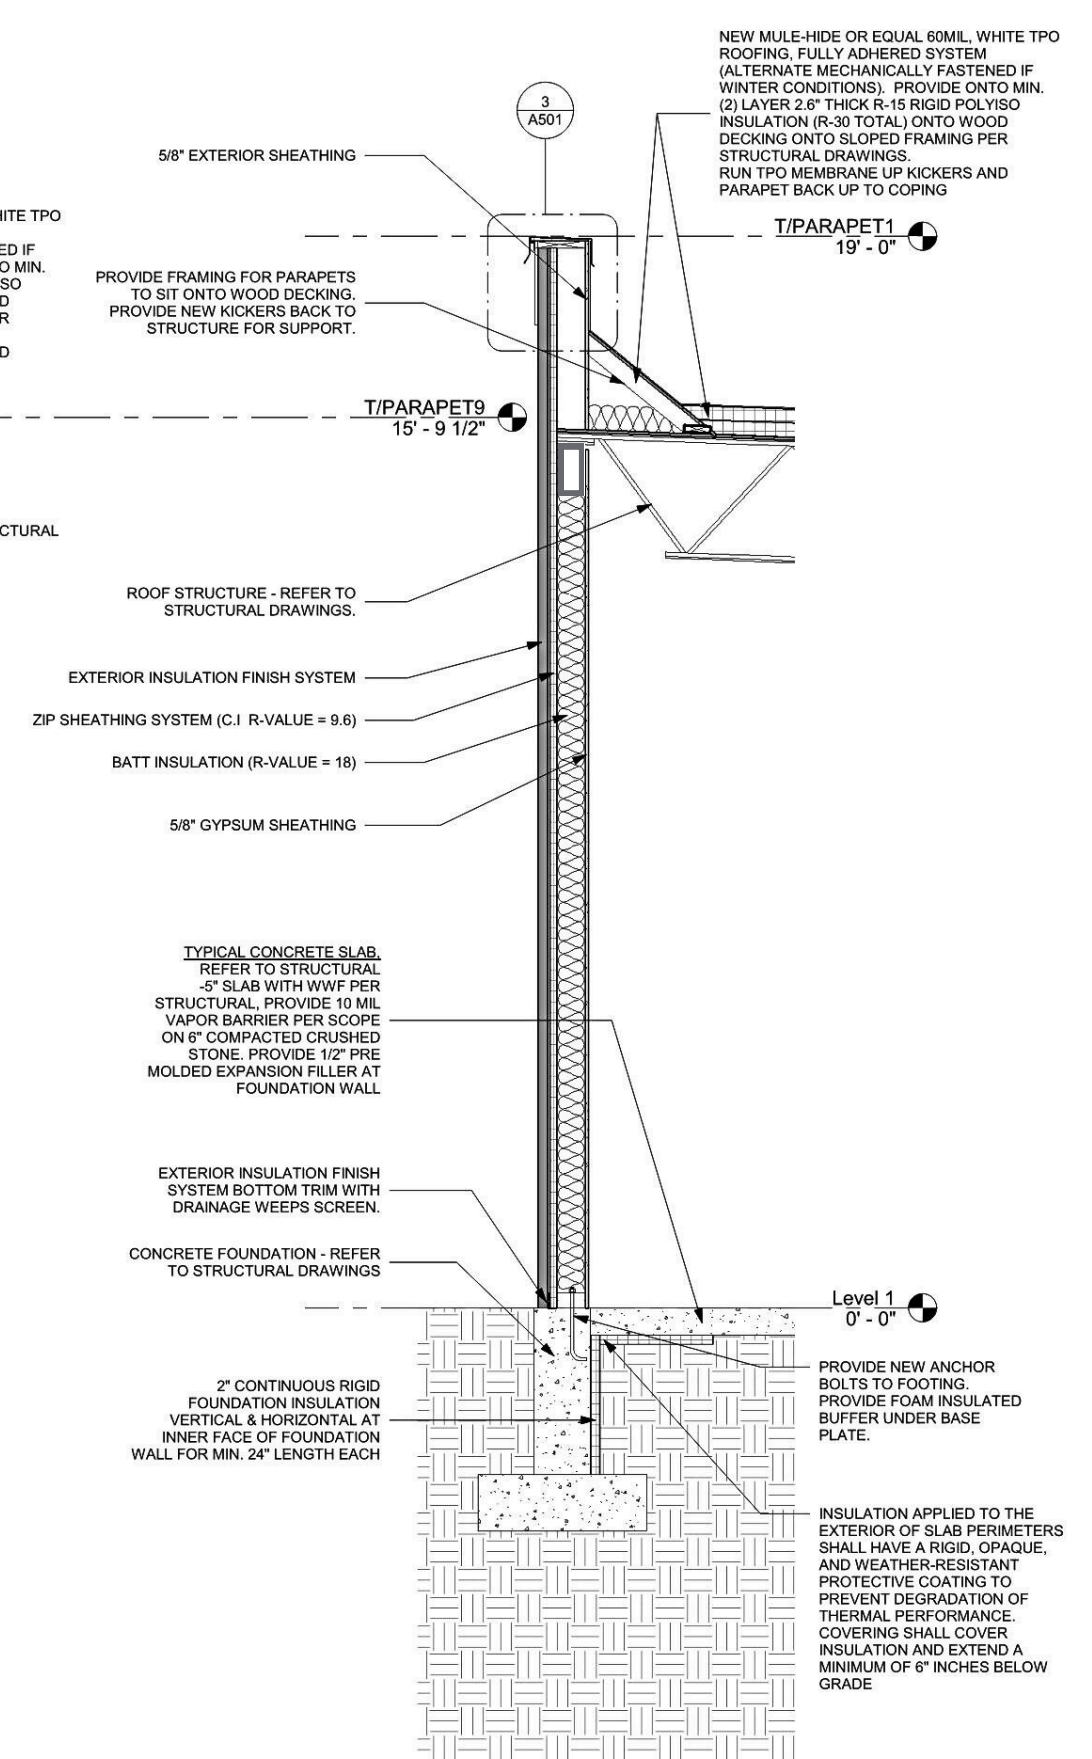 NEW MULE-HIDE OR EQUAL 60MIL, WHITE TPO
ROOFING, FULLY ADHERED SYSTEM
(ALTERNATE MECHANICALLY FASTENED IF
WINTER CONDITIONS). PROVIDE ONTO MIN.
(2) LAYER 2.6" THICK R-15 RIGID POLYISO
INSULATION (R-30 TOTAL) ONTO WOOD
DECKING ONTO SLOPED FRAMING PER
STRUCTURAL DRAWINGS.
RUN TPO MEMBRANE UP KICKERS AND
PARAPET BACK UP TO COPING
3
A501
5/8" EXTERIOR SHEATHING
HITE TPO
ED IF
O MIN.
ISO
D
R
D
T/PARAPET1
19' - 0"
PROVIDE FRAMING FOR PARAPETS
TO SIT ONTO WOOD DECKING.
PROVIDE NEW KICKERS BACK TO
STRUCTURE FOR SUPPORT.
T/PARAPET9
15' - 9 1/2"
CTURAL
ROOF STRUCTURE - REFER TO
STRUCTURAL DRAWINGS.
EXTERIOR INSULATION FINISH SYSTEM
ZIP SHEATHING SYSTEM (C.I R-VALUE = 9.6)
BATT INSULATION (R-VALUE = 18)
5/8" GYPSUM SHEATHING
TYPICAL CONCRETE SLAB,
REFER TO STRUCTURAL
-5" SLAB WITH WWF PER
STRUCTURAL, PROVIDE 10 MIL
VAPOR BARRIER PER SCOPE
ON 6" COMPACTED CRUSHED
STONE. PROVIDE 1/2" PRE
MOLDED EXPANSION FILLER AT
FOUNDATION WALL
EXTERIOR INSULATION FINISH
SYSTEM BOTTOM TRIM WITH
DRAINAGE WEEPS SCREEN.
CONCRETE FOUNDATION - REFER
TO STRUCTURAL DRAWINGS
Level 1
0' - 0"
2" CONTINUOUS RIGID
FOUNDATION INSULATION
VERTICAL & HORIZONTAL AT
INNER FACE OF FOUNDATION
WALL FOR MIN. 24" LENGTH EACH
PROVIDE NEW ANCHOR
BOLTS TO FOOTING.
PROVIDE FOAM INSULATED
BUFFER UNDER BASE
PLATE.
INSULATION APPLIED TO THE
EXTERIOR OF SLAB PERIMETERS
SHALL HAVE A RIGID, OPAQUE,
AND WEATHER-RESISTANT
PROTECTIVE COATING TO
PREVENT DEGRADATION OF
THERMAL PERFORMANCE.
COVERING SHALL COVER
INSULATION AND EXTEND A
MINIMUM OF 6" INCHES BELOW
GRADE